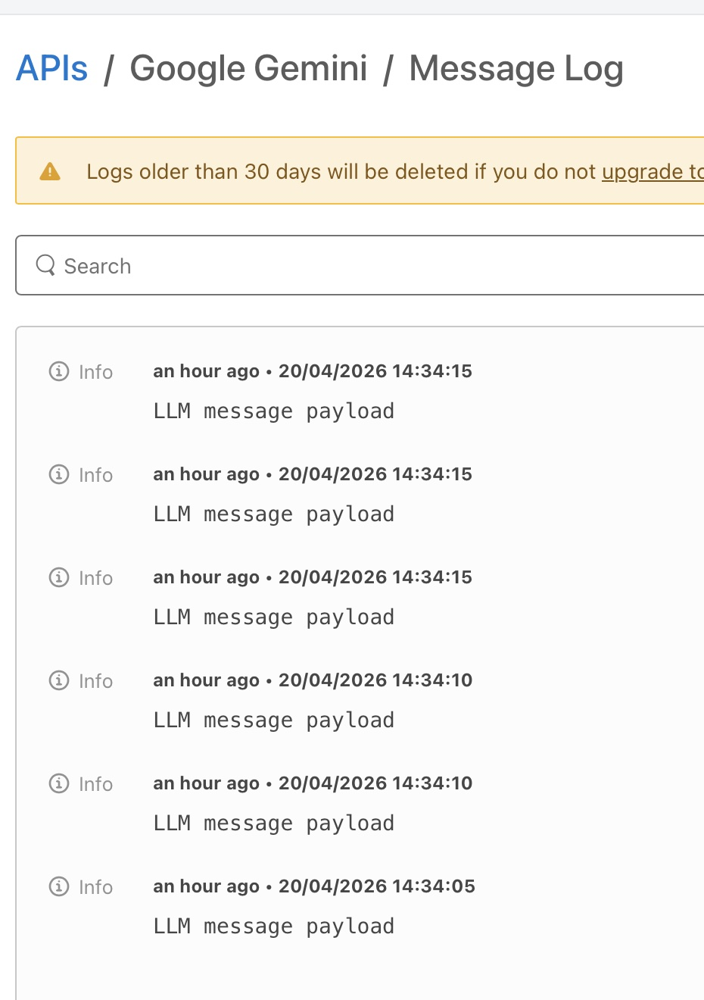 APIs / Google Gemini / Message Log
Logs older than 30 days will be deleted if you do not upgrade to
Search
Info an hour ago • 20/04/2026 14:34:15
LLM message payload
Info an hour ago • 20/04/2026 14:34:15
LLM message payload
Info an hour ago • 20/04/2026 14:34:15
LLM message payload
Info an hour ago • 20/04/2026 14:34:10
LLM message payload
Info an hour ago • 20/04/2026 14:34:10
LLM message payload
Info an hour ago • 20/04/2026 14:34:05
LLM message payload